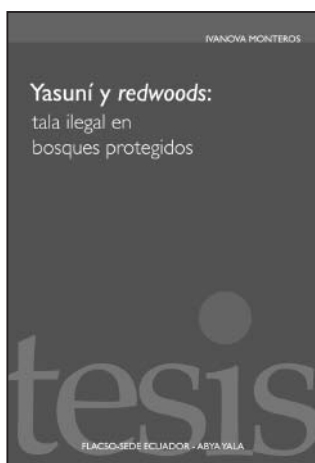 IVANOVA MONTEROS
Yasuní y redwoods:
tala ilegal en
bosques protegidos
tesis
FLACSO-SEDE ECUADOR - ABYA YALA